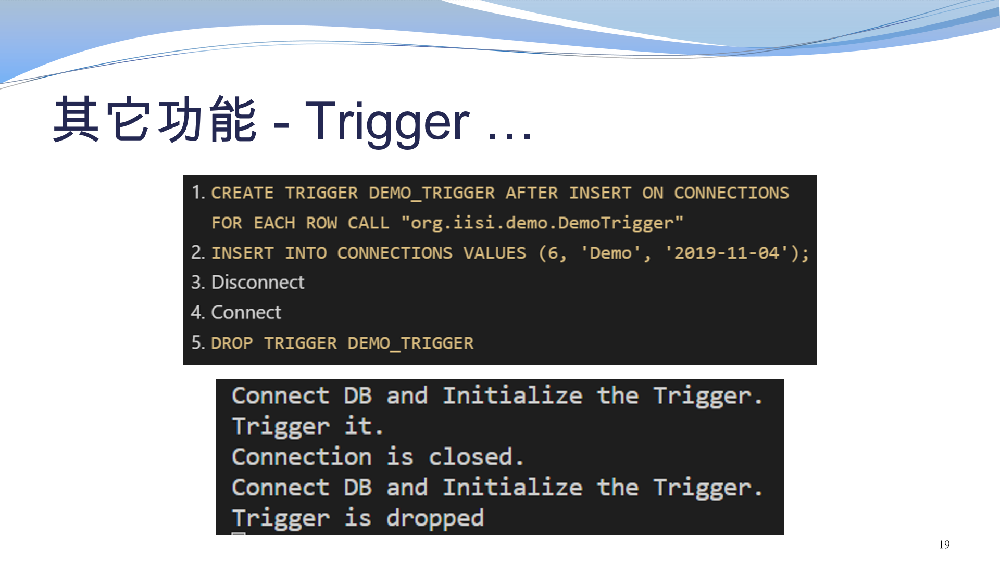 其它功能 - Trigger …
1. CREATE TRIGGER DEMO_TRIGGER AFTER INSERT ON CONNECTIONS
FOR EACH ROW CALL "org.iisi.demo.DemoTrigger"
2. INSERT INTO CONNECTIONS VALUES (6, 'Demo', '2019-11-04');
3. Disconnect
4. Connect
5. DROP TRIGGER DEMO_TRIGGER
Connect DB and Initialize the Trigger.
Trigger it.
Connection is closed.
Connect DB and Initialize the Trigger.
Trigger is dropped
19